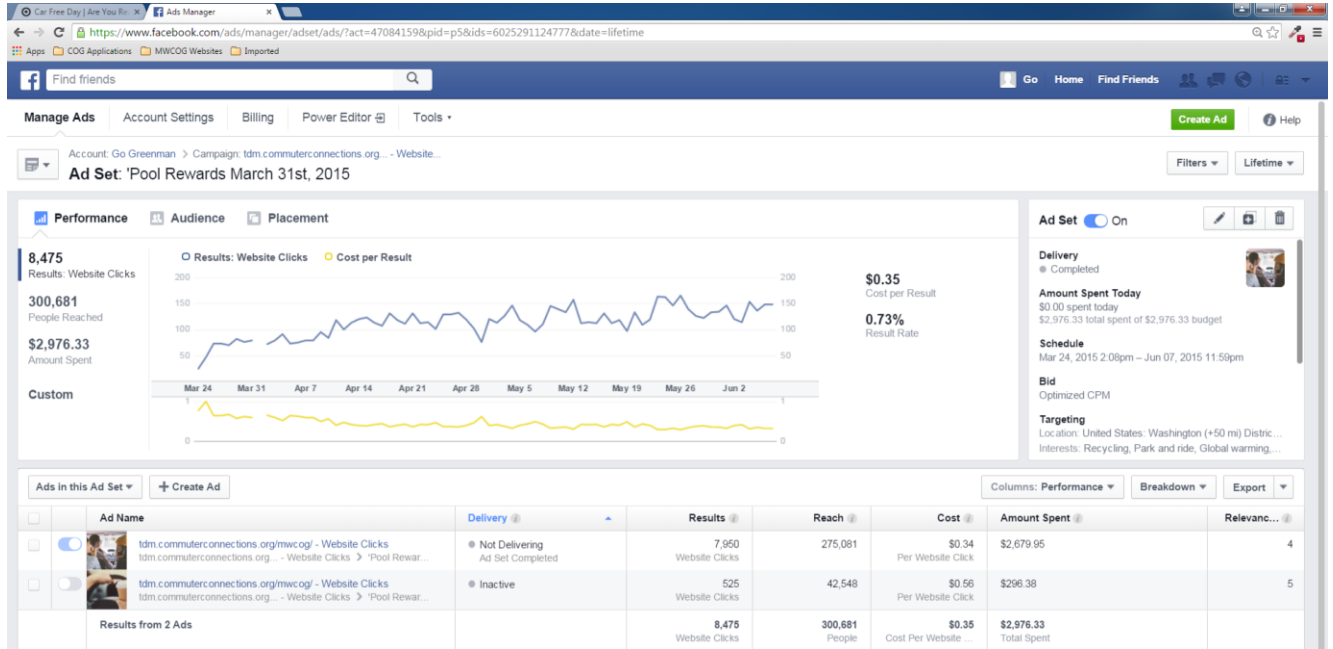 Car Free Day | Are You Re
Ads Manager
https://www.facebook.com/ads/manager/adset/ads/?act=47084159&pid=p5&ids=6025291124777&date=lifetime
Apps COG Applications MWCOG Websites Imported
Find friends
Go Home Find Friends
Manage Ads Account Settings Billing Power Editor Tools
Create Ad Help
Account: Go Greenman > Campaign: tdm.commuterconnections.org... - Website...
Ad Set: 'Pool Rewards March 31st, 2015
Filters Lifetime
Performance Audience Placement
8,475
Results: Website Clicks
300,681
People Reached
$2,976.33
Amount Spent
Custom
Results: Website Clicks Cost per Result
200 200
150 150
100 100
50 50
Mar 24 Mar 31 Apr 7 Apr 14 Apr 21 Apr 28 May 5 May 12 May 19 May 26 Jun 2
1 1
0 0
$0.35
Cost per Result
0.73%
Result Rate
Ad Set On
Delivery
Completed
Amount Spent Today
$0.00 spent today
$2,976.33 total spent of $2,976.33 budget
Schedule
Mar 24, 2015 2:08pm – Jun 07, 2015 11:59pm
Bid
Optimized CPM
Targeting
Location: United States: Washington (+50 mi) Distric...
Interests: Recycling, Park and ride, Global warming,...
Ads in this Ad Set + Create Ad
Columns: Performance Breakdown Export
Ad Name Delivery Results Reach Cost Amount Spent Relevanc...
tdm.commuterconnections.org/mwcog/ - Website Clicks Not Delivering 7,950 275,081 $0.34 $2,679.95 4
tdm.commuterconnections.org... - Website Clicks > 'Pool Rewar... Ad Set Completed Website Clicks Per Website Click
tdm.commuterconnections.org/mwcog/ - Website Clicks Inactive 525 42,548 $0.56 $296.38 5
tdm.commuterconnections.org... - Website Clicks > 'Pool Rewar... Website Clicks Per Website Click
Results from 2 Ads 8,475 300,681 $0.35 $2,976.33
Website Clicks People Cost Per Website ... Total Spent